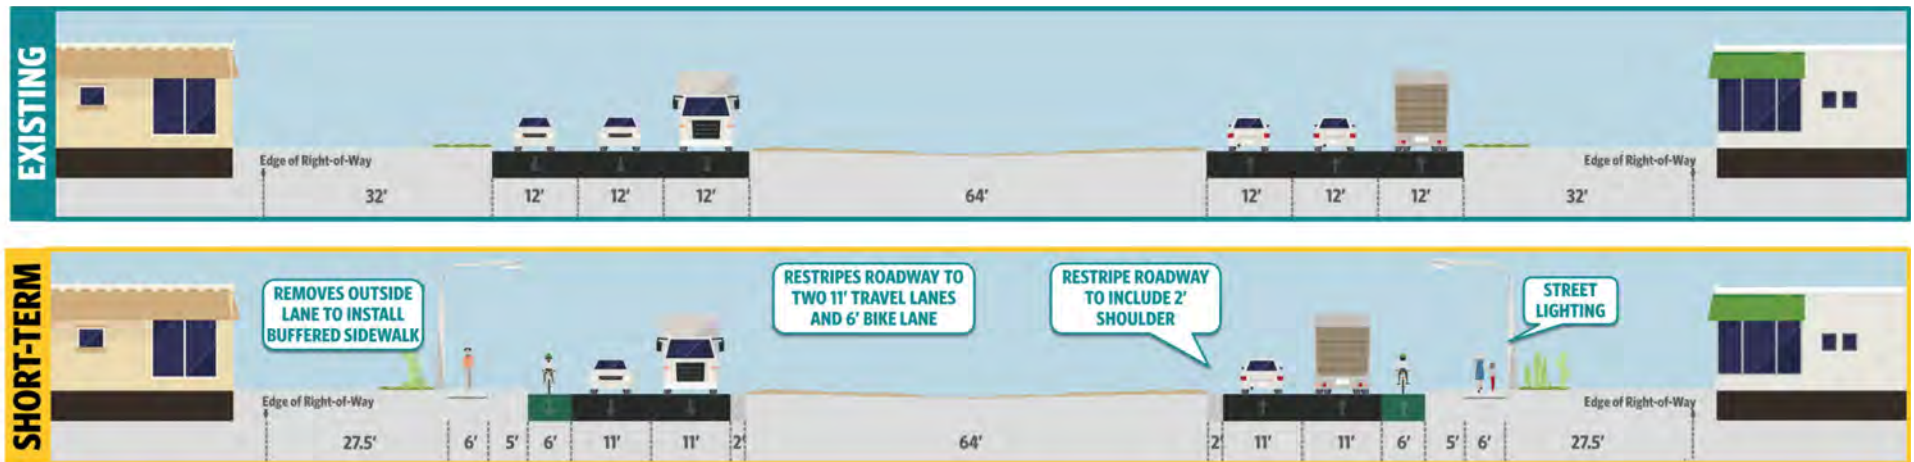 EXISTING
Edge of Right-of-Way
Edge of Right-of-Way
32’ 12’ 12’ 12’ 64’ 12’ 12’ 12’ 32’
SHORT-TERM
REMOVES OUTSIDE
LANE TO INSTALL
BUFFERED SIDEWALK
RESTRIPES ROADWAY TO
TWO 11’ TRAVEL LANES
AND 6’ BIKE LANE
RESTRIPE ROADWAY
TO INCLUDE 2’
SHOULDER
STREET
LIGHTING
Edge of Right-of-Way
Edge of Right-of-Way
27.5’ 6’ 5’ 6’ 11’ 11’ 2’ 64’ 2’ 11’ 11’ 6’ 5’ 6’ 27.5’